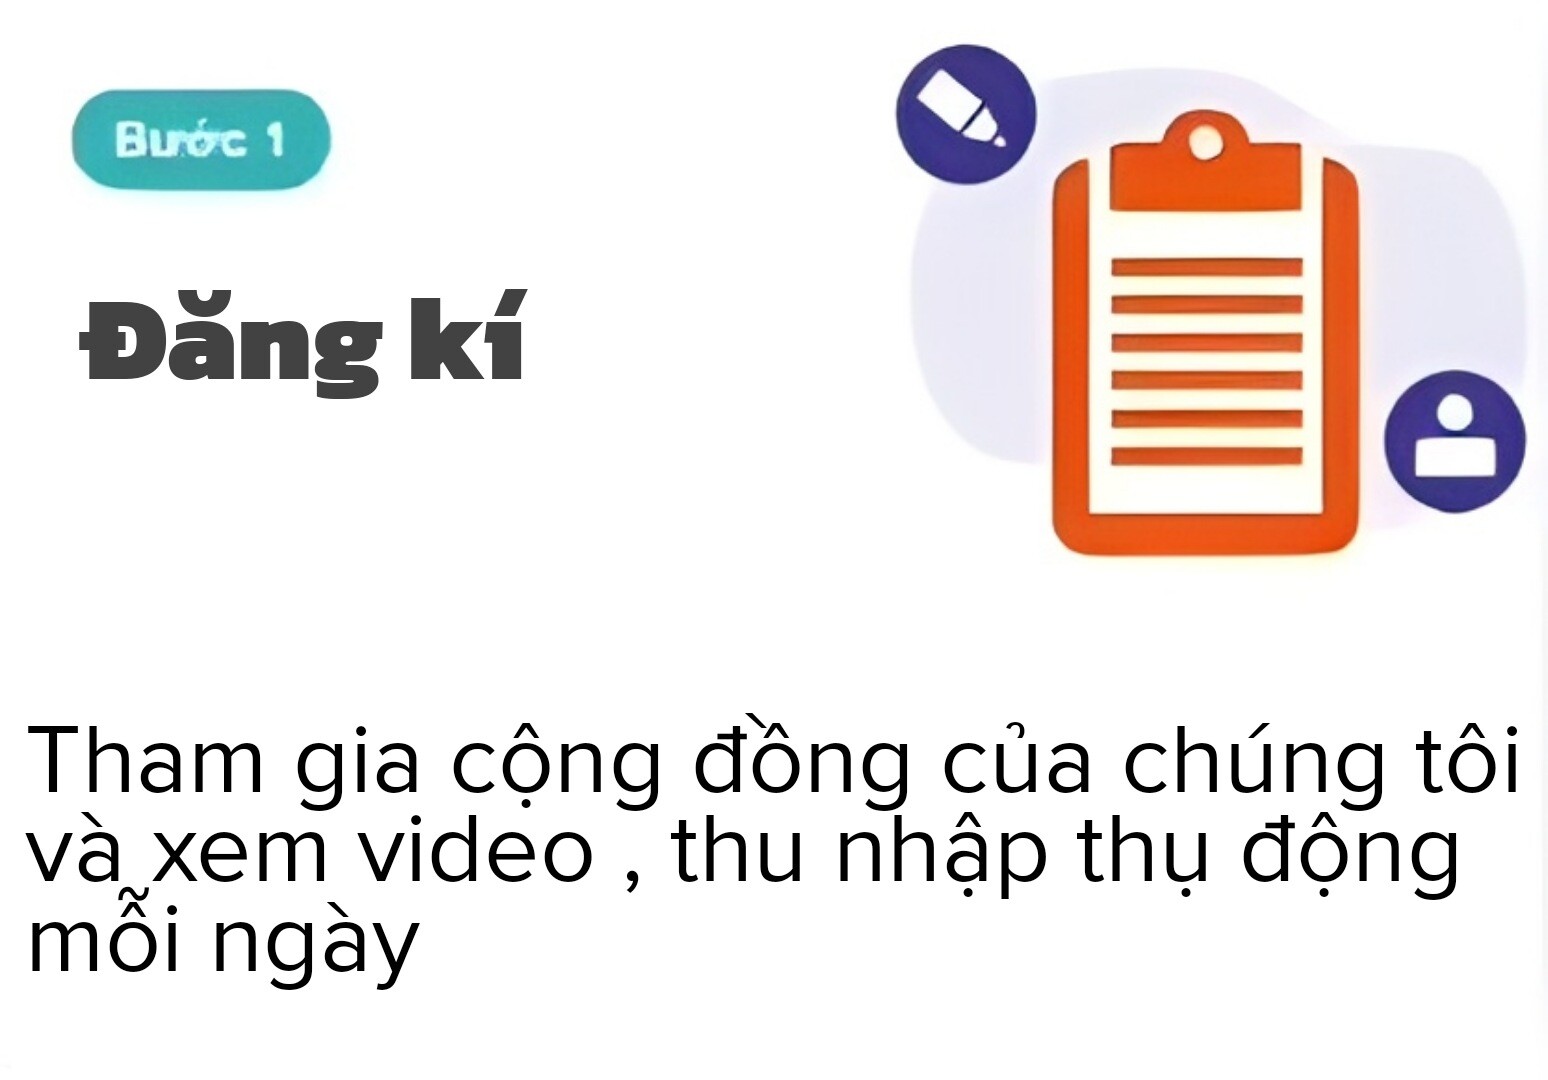 Bước 1
Đăng kí
Tham gia cộng đồng của chúng tôi
và xem video , thu nhập thụ động
mỗi ngày